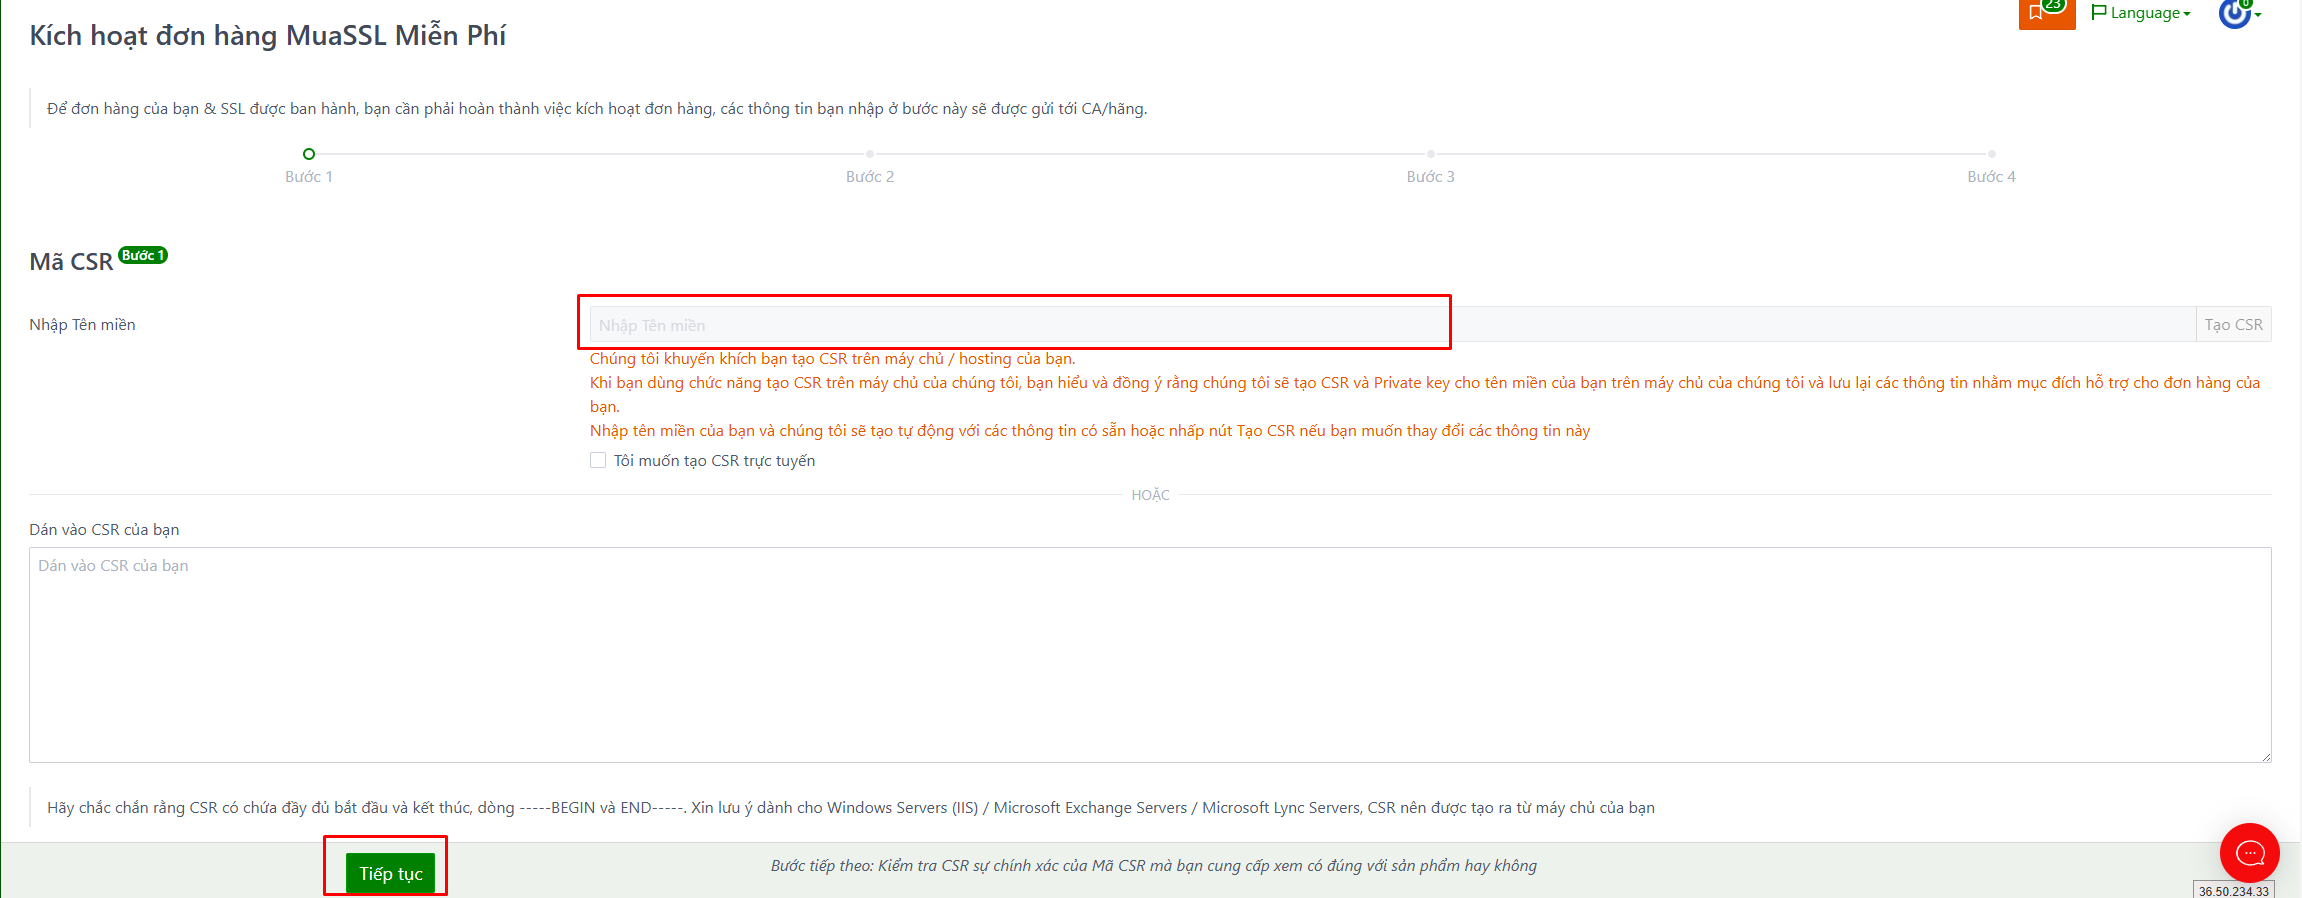 Kích hoạt đơn hàng MuaSSL Miễn Phí
23
Language
0
Để đơn hàng của bạn & SSL được ban hành, bạn cần phải hoàn thành việc kích hoạt đơn hàng, các thông tin bạn nhập ở bước này sẽ được gửi tới CA/hãng.
Bước 1
Bước 2
Bước 3
Bước 4
Mã CSR Bước 1
Nhập Tên miền
Nhập Tên miền
Tạo CSR
Chúng tôi khuyến khích bạn tạo CSR trên máy chủ / hosting của bạn.
Khi bạn dùng chức năng tạo CSR trên máy chủ của chúng tôi, bạn hiểu và đồng ý rằng chúng tôi sẽ tạo CSR và Private key cho tên miền của bạn trên máy chủ của chúng tôi và lưu lại các thông tin nhằm mục đích hỗ trợ cho đơn hàng của
bạn.
Nhập tên miền của bạn và chúng tôi sẽ tạo tự động với các thông tin có sẵn hoặc nhấp nút Tạo CSR nếu bạn muốn thay đổi các thông tin này
Tôi muốn tạo CSR trực tuyến
HOẶC
Dán vào CSR của bạn
Dán vào CSR của bạn
Hãy chắc chắn rằng CSR có chứa đầy đủ bắt đầu và kết thúc, dòng -----BEGIN và END-----. Xin lưu ý dành cho Windows Servers (IIS) / Microsoft Exchange Servers / Microsoft Lync Servers, CSR nên được tạo ra từ máy chủ của bạn
Tiếp tục
Bước tiếp theo: Kiểm tra CSR sự chính xác của Mã CSR mà bạn cung cấp xem có đúng với sản phẩm hay không
36.50.234.33